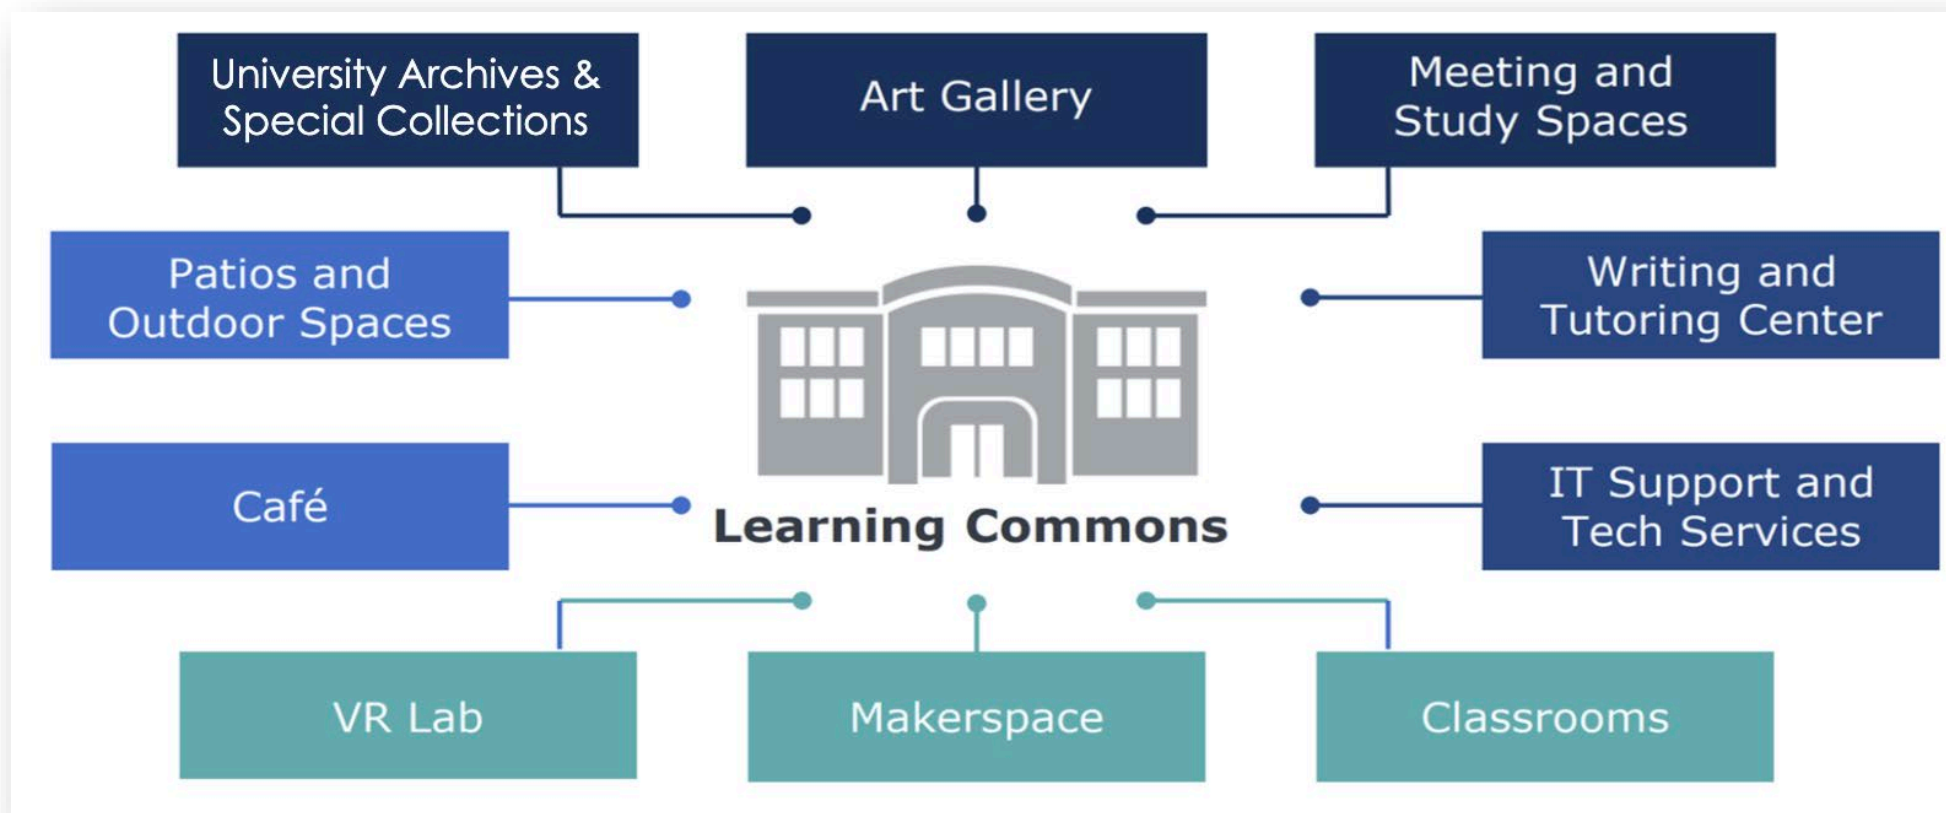 University Archives &
Special Collections
Art Gallery
Meeting and
Study Spaces
Patios and
Outdoor Spaces
Writing and
Tutoring Center
Café
Learning Commons
IT Support and
Tech Services
VR Lab
Makerspace
Classrooms